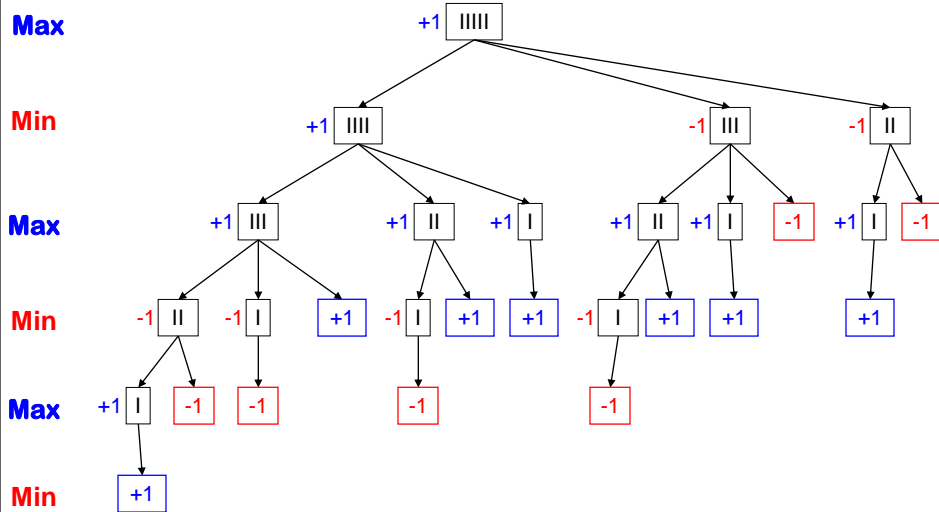 Max +1 IIIII
Min +1 IIII -1 III -1 II
Max +1 III +1 II +1 I +1 II +1 I -1 +1 I -1
Min -1 II -1 I +1 -1 I +1 +1 -1 I +1 +1 +1
Max +1 I -1 -1 -1 -1
Min +1